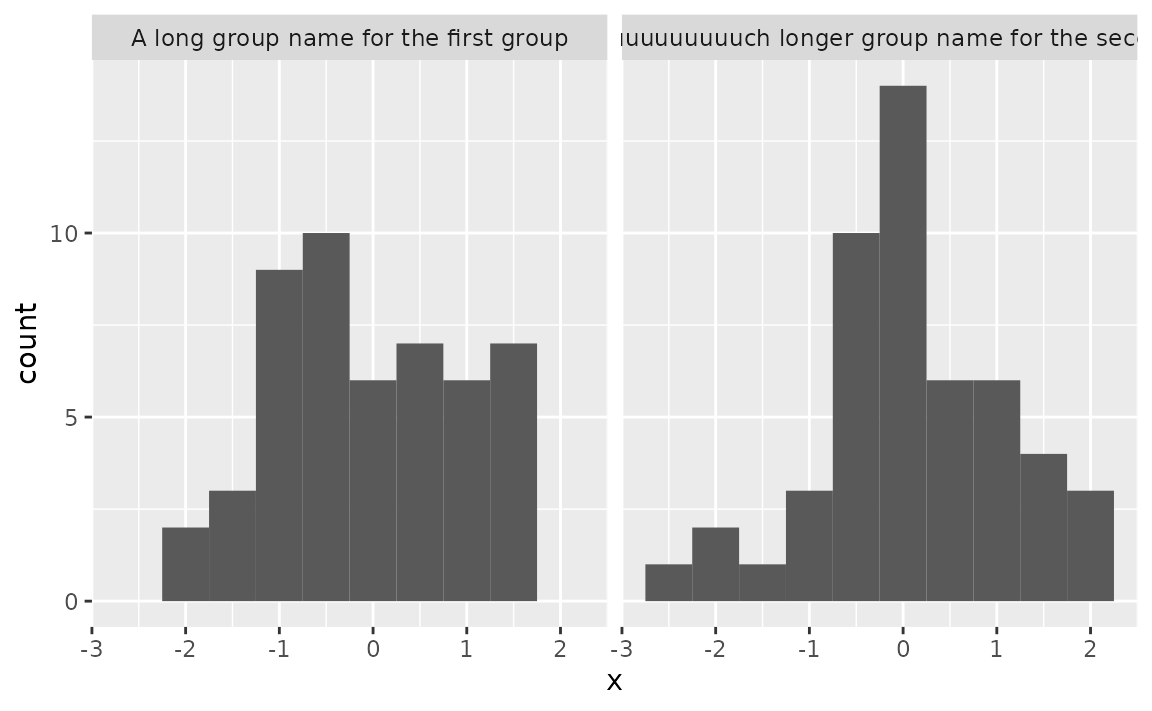 A long group name for the first group
longer group name for the
10
5
0
count
-3 -2 -1 0 1 2
-3 -2 -1 0 1 2
x